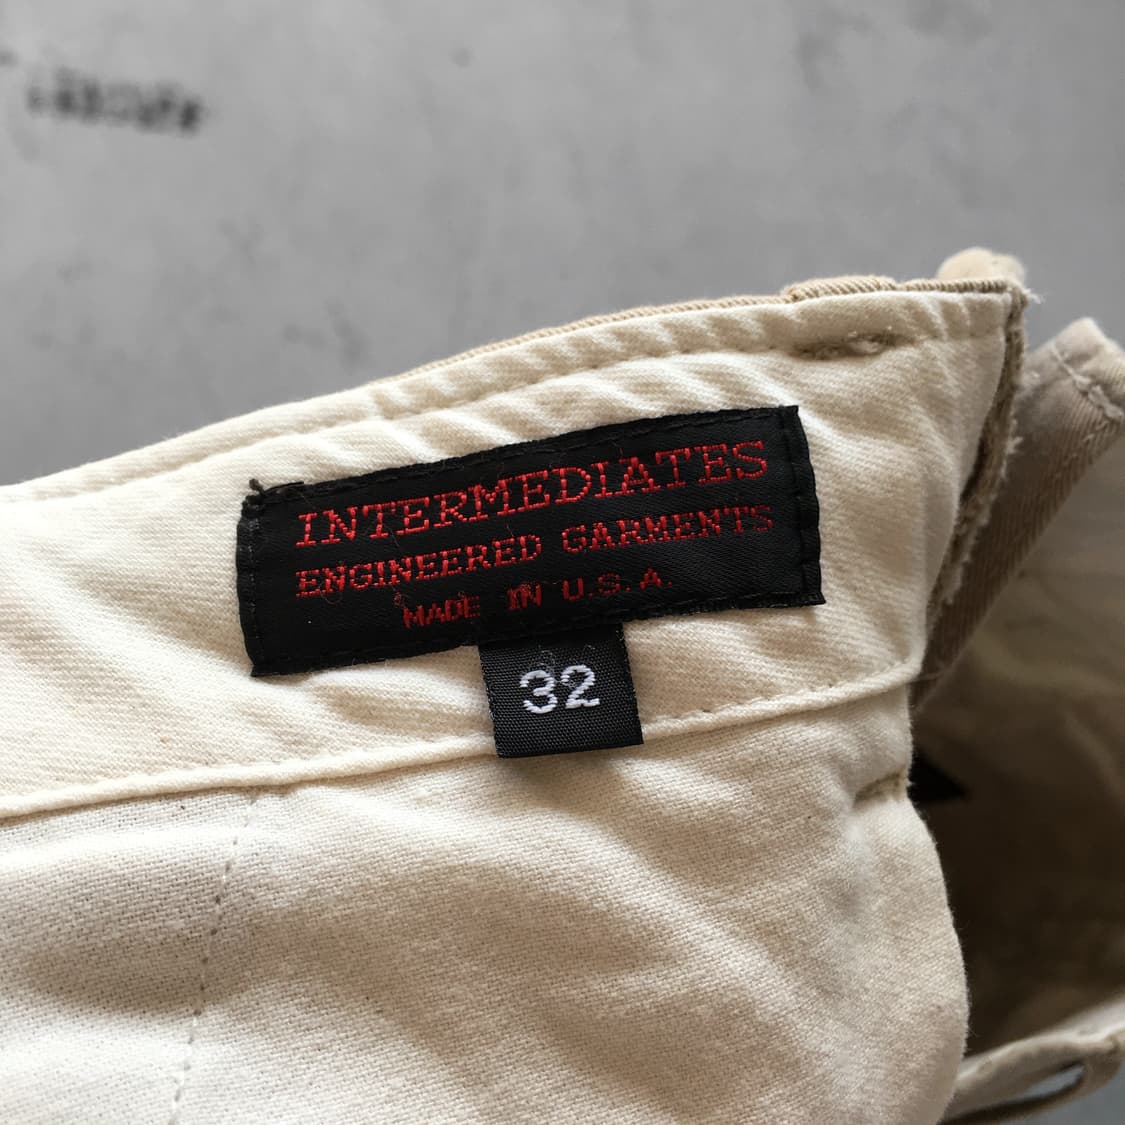 INTERMEDIATES
ENGINEERED GARMENTS
MADE IN U.S.A.
32